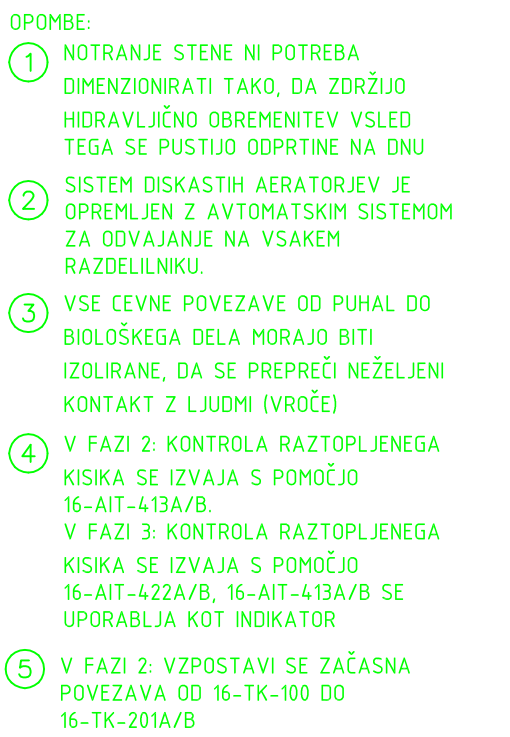 OPOMBE:
1 NOTRANJE STENE NI POTREBA
DIMENZIONIRATI TAKO, DA ZDRŽIJO
HIDRAVLJIČNO OBREMENITEV VSLED
TEGA SE PUSTIJO ODPRTINE NA DNU
2 SISTEM DISKASTIH AERATORJEV JE
OPREMLJEN Z AVTOMATSKIM SISTEMOM
ZA ODVAJANJE NA VSAKEM
RAZDELILNIKU.
3 VSE CEVNE POVEZAVE OD PUHAL DO
BIOLOŠKEGA DELA MORAJO BITI
IZOLIRANE, DA SE PREPREČI NEŽELJENI
KONTAKT Z LJUDMI (VROČE)
4 V FAZI 2: KONTROLA RAZTOPLJENEGA
KISIKA SE IZVAJA S POMOČJO
16-AIT-413A/B.
V FAZI 3: KONTROLA RAZTOPLJENEGA
KISIKA SE IZVAJA S POMOČJO
16-AIT-422A/B, 16-AIT-413A/B SE
UPORABLJA KOT INDIKATOR
5 V FAZI 2: VZPOSTAVI SE ZAČASNA
POVEZAVA OD 16-TK-100 DO
16-TK-201A/B